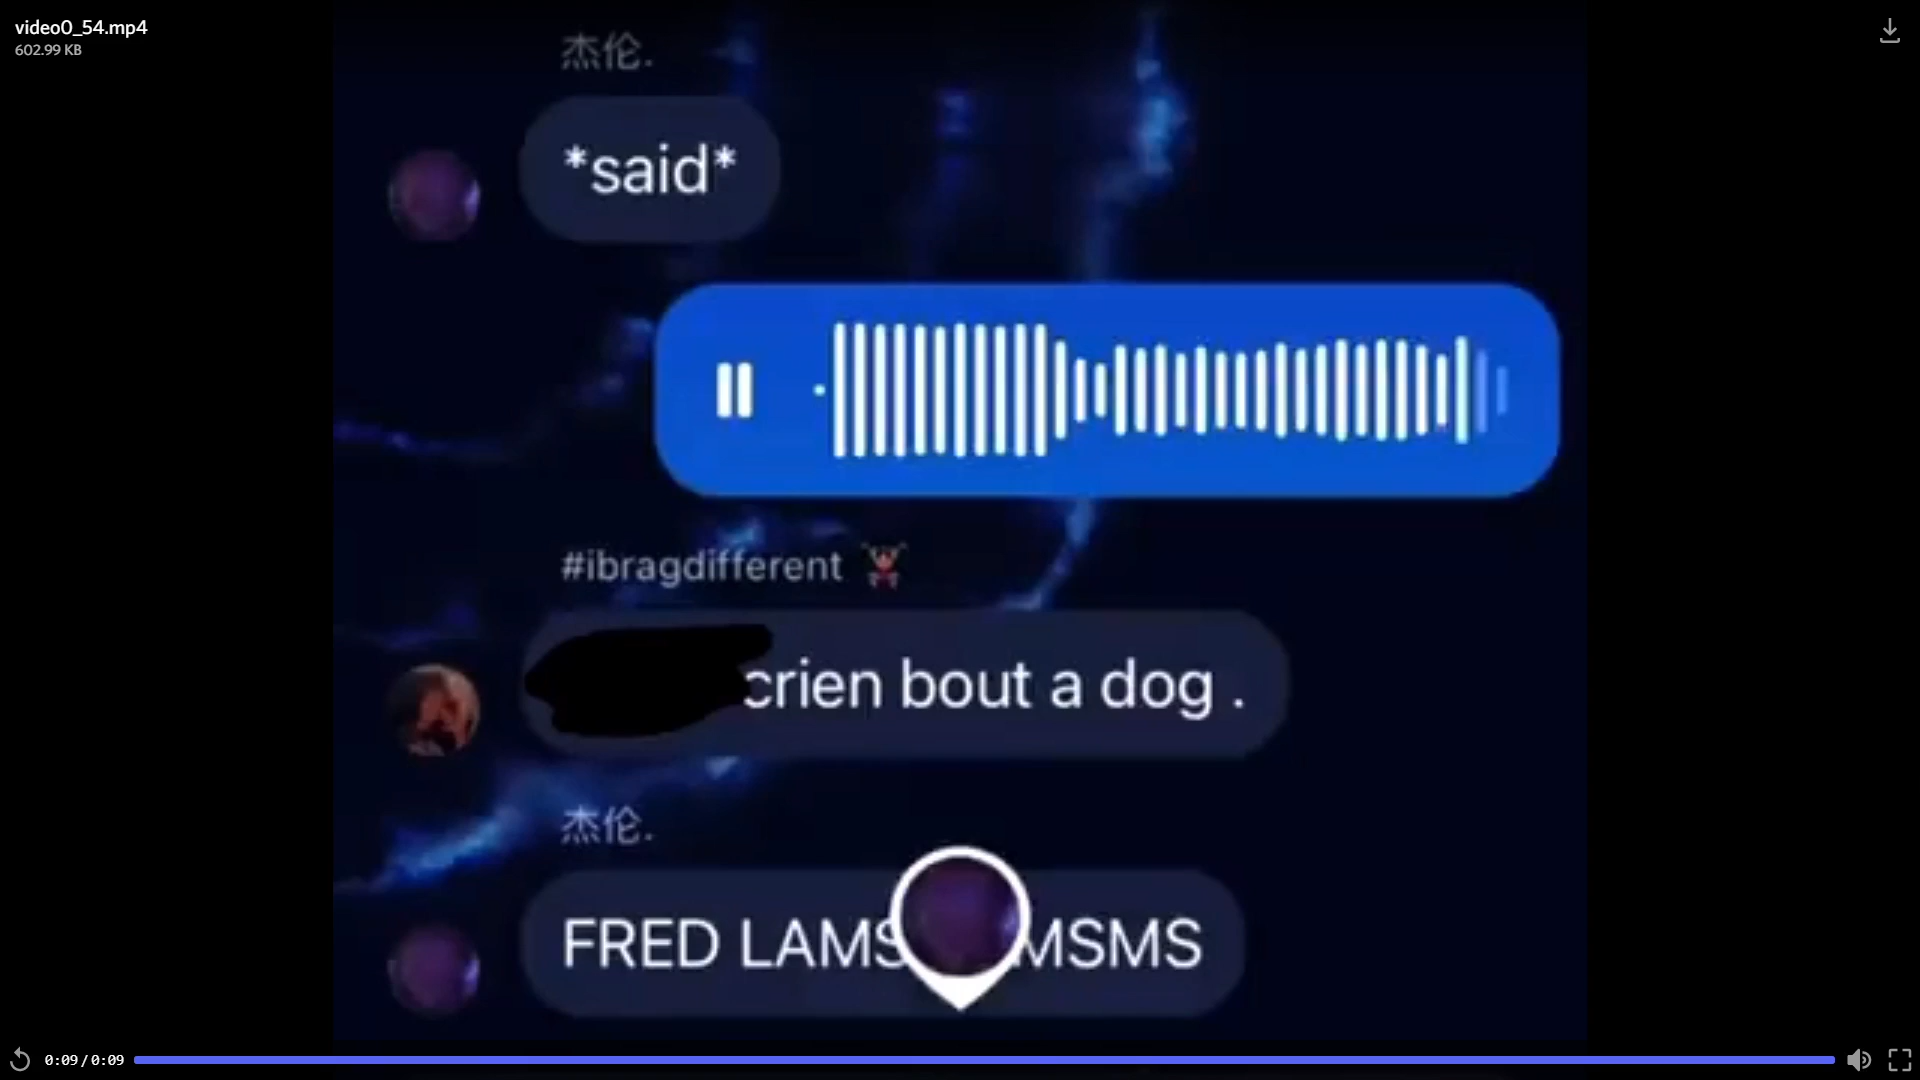 video0_54.mp4
602.99 KB
杰伦.
*said*
#ibragdifferent
crien bout a dog .
杰伦.
FRED LAMS MSMS
0:09/0:09